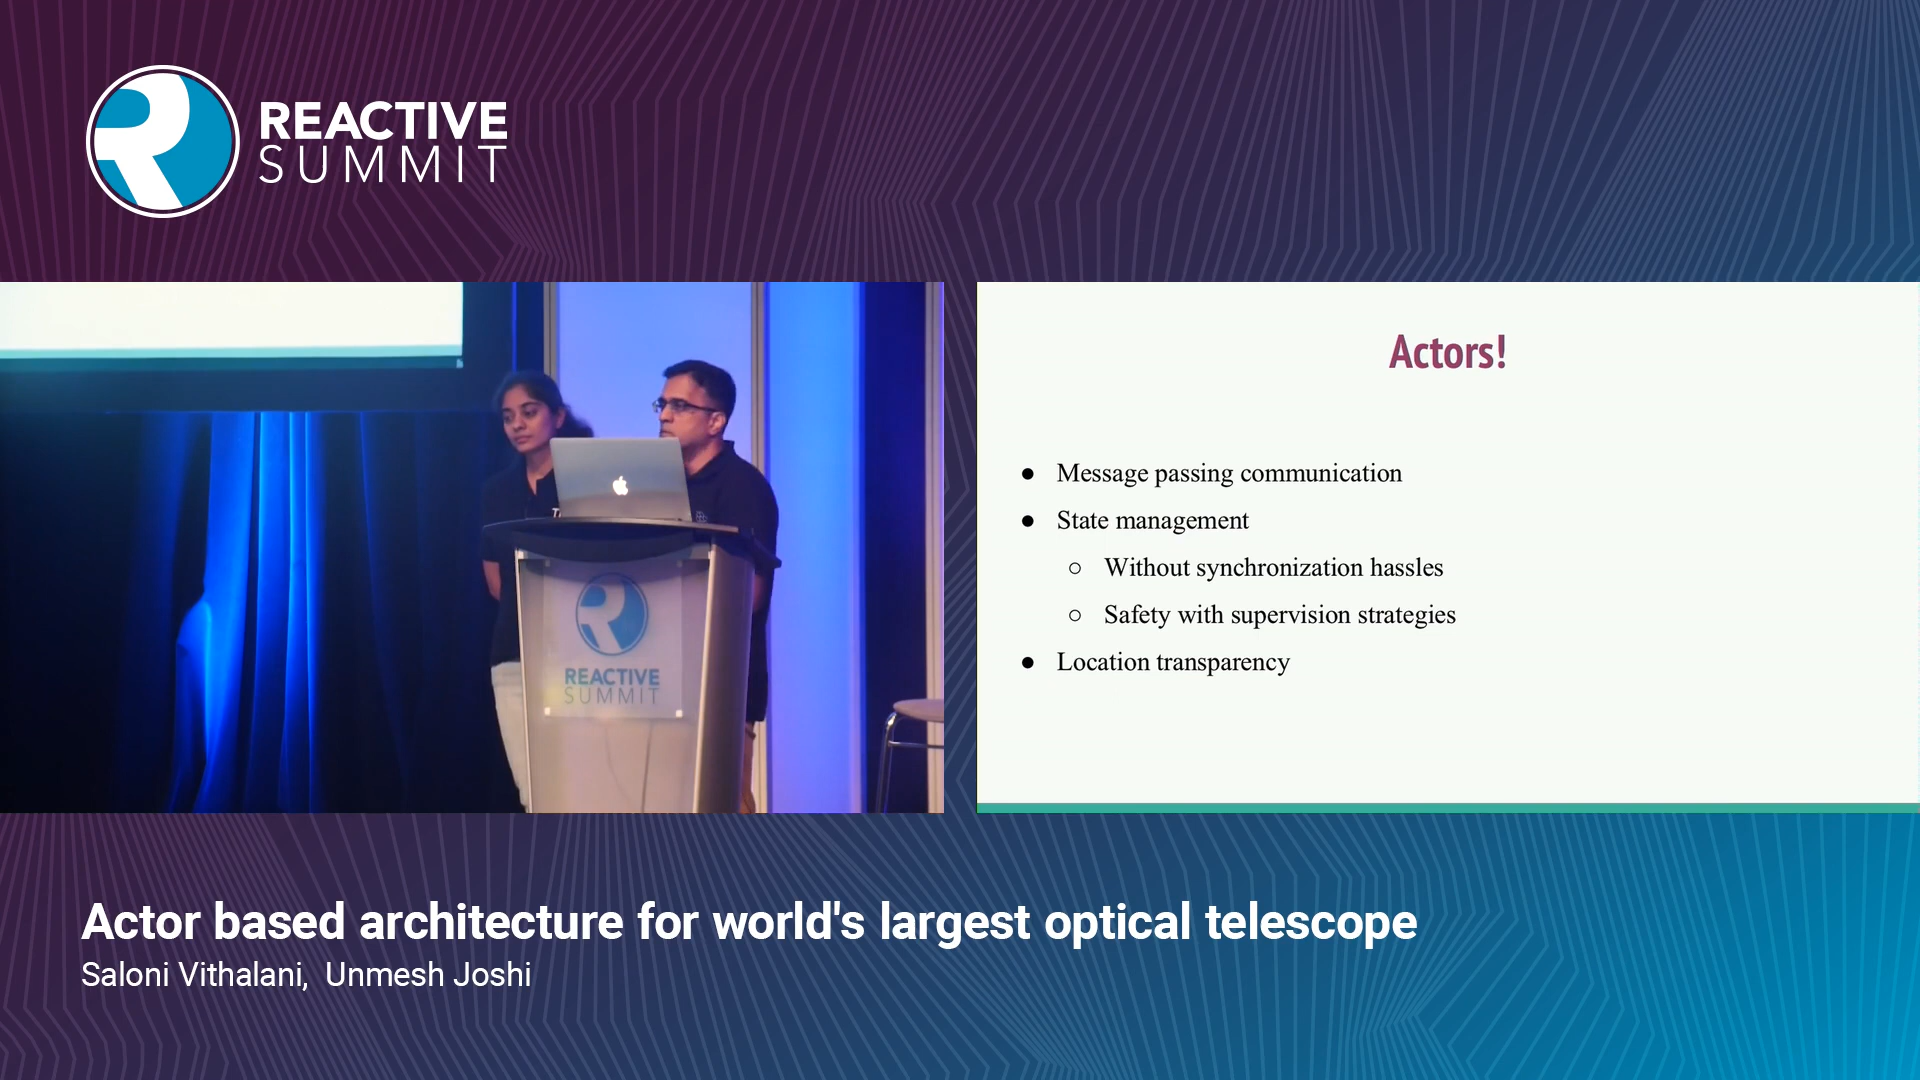 REACTIVE
SUMMIT
Actors!
● Message passing communication
● State management
○ Without synchronization hassles
○ Safety with supervision strategies
● Location transparency
REACTIVE
SUMMIT
Actor based architecture for world's largest optical telescope
Saloni Vithalani,  Unmesh Joshi